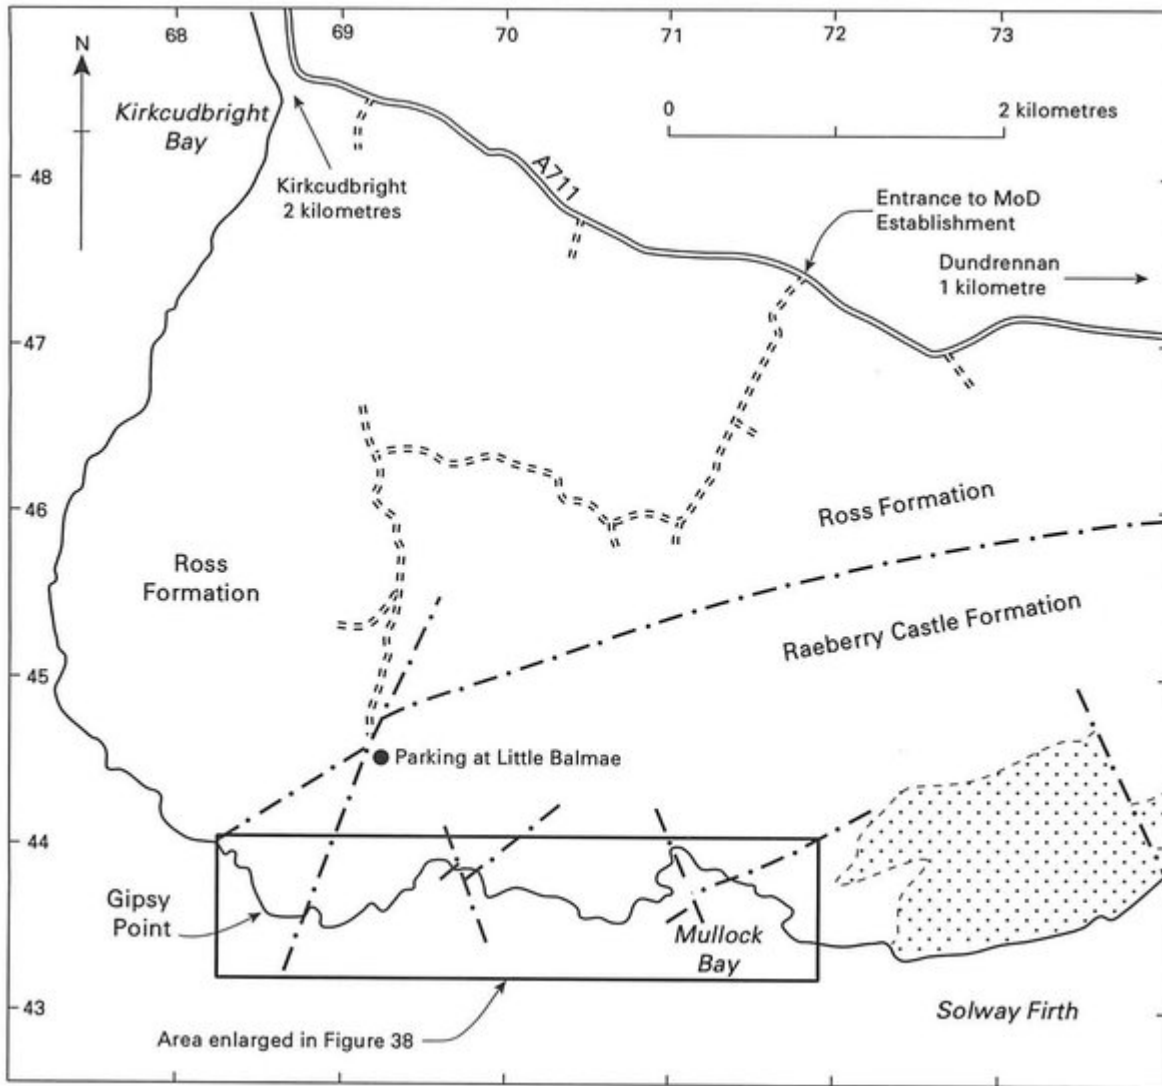 68
69
70
71
72
73
N
Kirkcudbright
Bay
0
2 kilometres
48
Kirkcudbright
2 kilometres
A711
Entrance to MoD
Establishment
Dundrennan
1 kilometre
47
46
Ross Formation
Ross
Formation
Raeberry Castle Formation
45
Parking at Little Balmae
44
Gipsy
Point
Mullock
Bay
43
Solway Firth
Area enlarged in Figure 38